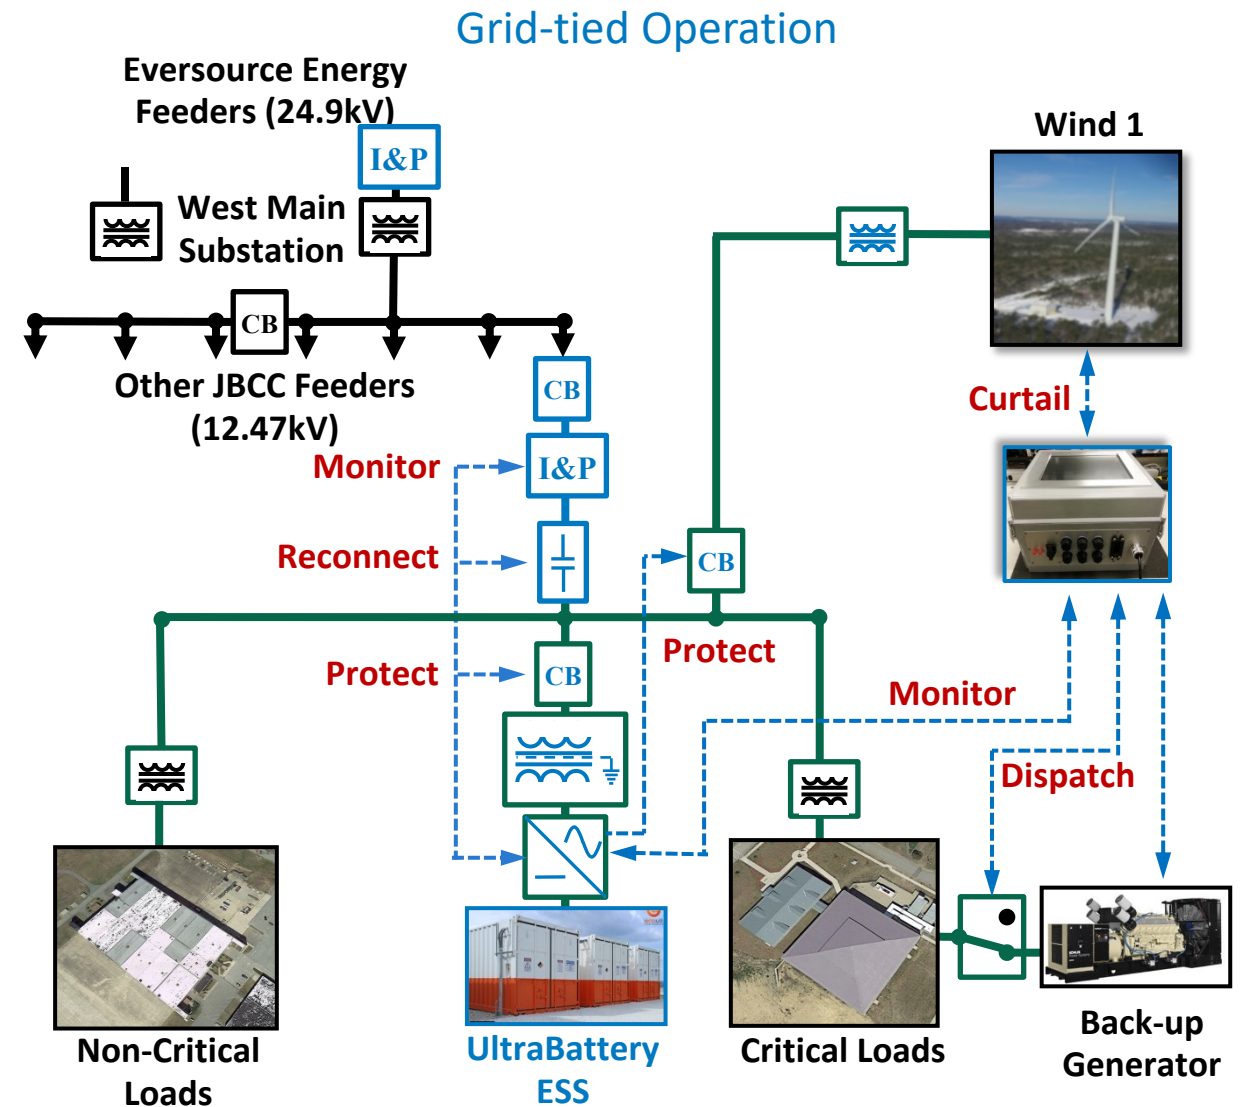 Grid-tied Operation
Eversource Energy
Feeders (24.9kV)
I&P
Wind 1
West Main
Substation
CB
Other JBCC Feeders
(12.47kV)
CB
Curtail
Monitor
I&P
Reconnect
CB
Protect
Protect
CB
Monitor
Dispatch
Non-Critical
Loads
UltraBattery
ESS
Critical Loads
Back-up
Generator